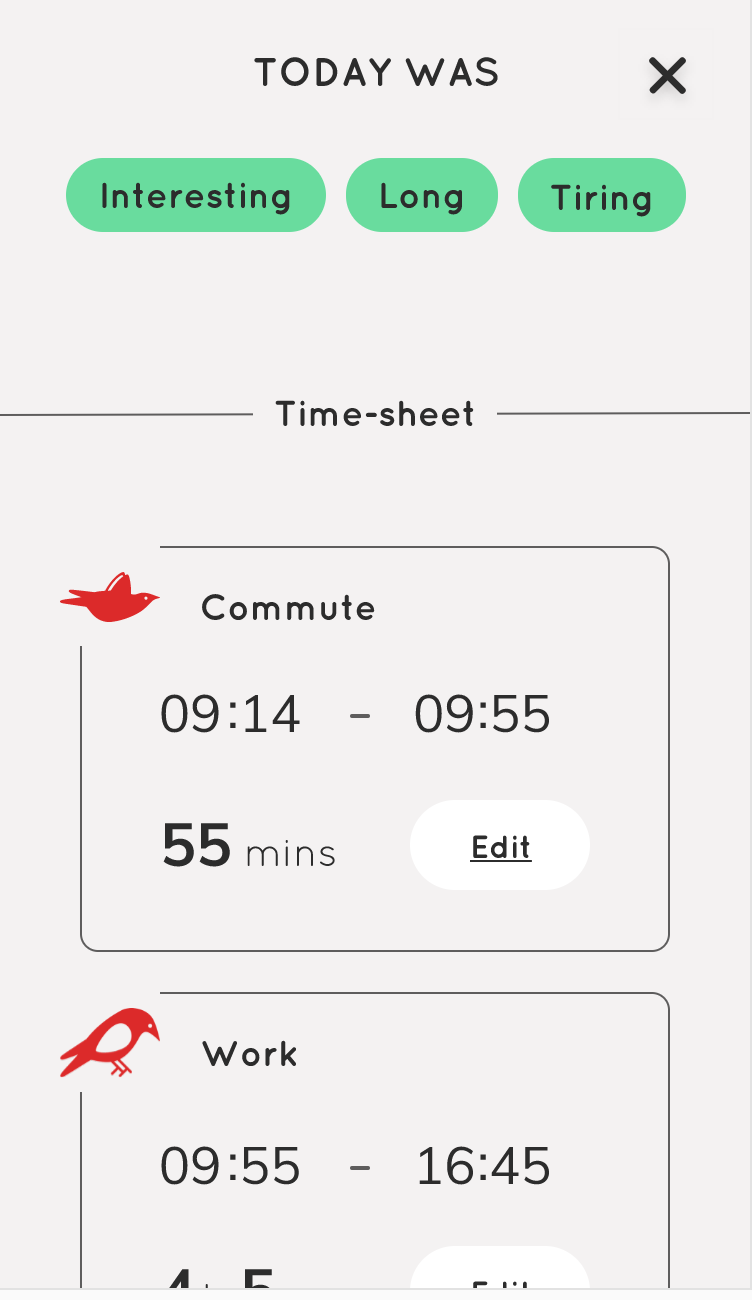 TODAY WAS
Interesting Long Tiring
Time-sheet
Commute
09:14 - 09:55
55 mins Edit
Work
09:55 - 16:45